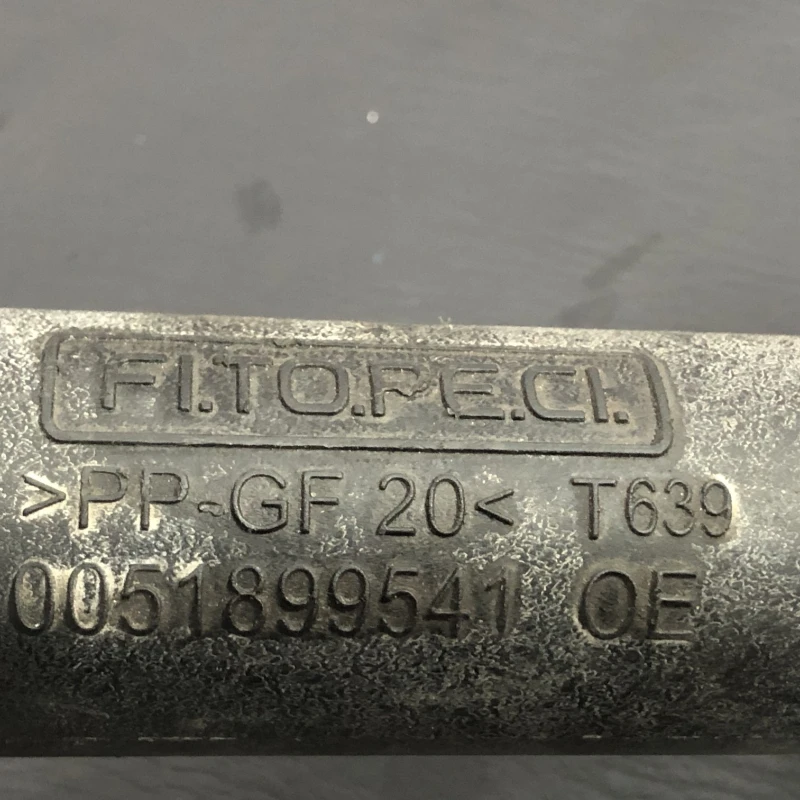 FI.TO.PE.CI.
>PP-GF 20< T639
0051899541 OE